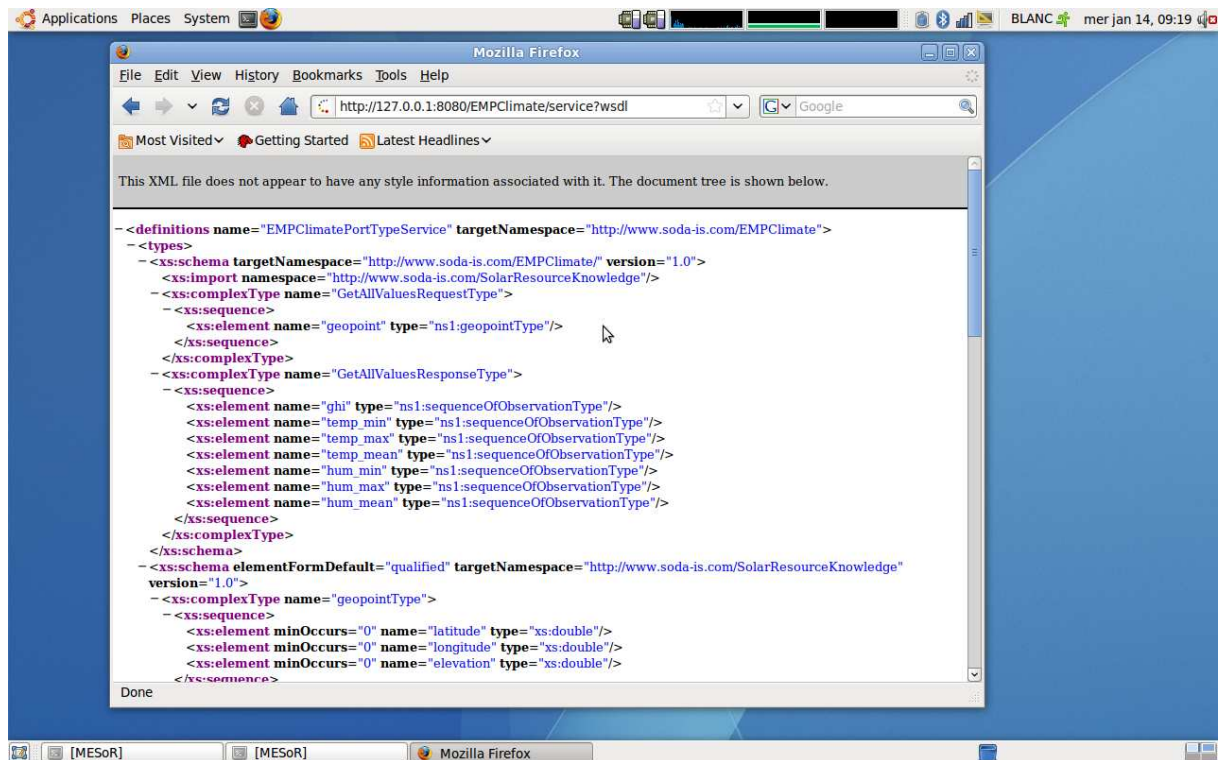 Applications Places System
BLANC mer jan 14, 09:19
Mozilla Firefox
File Edit View History Bookmarks Tools Help
http://127.0.0.1:8080/EMPClimate/service?wsdl
G Google
Most Visited Getting Started Latest Headlines
This XML file does not appear to have any style information associated with it. The document tree is shown below.
−<definitions name="EMPClimatePortTypeService" targetNamespace="http://www.soda-is.com/EMPClimate">
−<types>
−<xs:schema targetNamespace="http://www.soda-is.com/EMPClimate/" version="1.0">
<xs:import namespace="http://www.soda-is.com/SolarResourceKnowledge"/>
−<xs:complexType name="GetAllValuesRequestType">
−<xs:sequence>
<xs:element name="geopoint" type="ns1:geopointType"/>
</xs:sequence>
</xs:complexType>
−<xs:complexType name="GetAllValuesResponseType">
−<xs:sequence>
<xs:element name="ghi" type="ns1:sequenceOfObservationType"/>
<xs:element name="temp_min" type="ns1:sequenceOfObservationType"/>
<xs:element name="temp_max" type="ns1:sequenceOfObservationType"/>
<xs:element name="temp_mean" type="ns1:sequenceOfObservationType"/>
<xs:element name="hum_min" type="ns1:sequenceOfObservationType"/>
<xs:element name="hum_max" type="ns1:sequenceOfObservationType"/>
<xs:element name="hum_mean" type="ns1:sequenceOfObservationType"/>
</xs:sequence>
</xs:complexType>
</xs:schema>
−<xs:schema elementFormDefault="qualified" targetNamespace="http://www.soda-is.com/SolarResourceKnowledge"
version="1.0">
−<xs:complexType name="geopointType">
−<xs:sequence>
<xs:element minOccurs="0" name="latitude" type="xs:double"/>
<xs:element minOccurs="0" name="longitude" type="xs:double"/>
<xs:element minOccurs="0" name="elevation" type="xs:double"/>
</xs:sequence>
Done
[MESoR] [MESoR] Mozilla Firefox